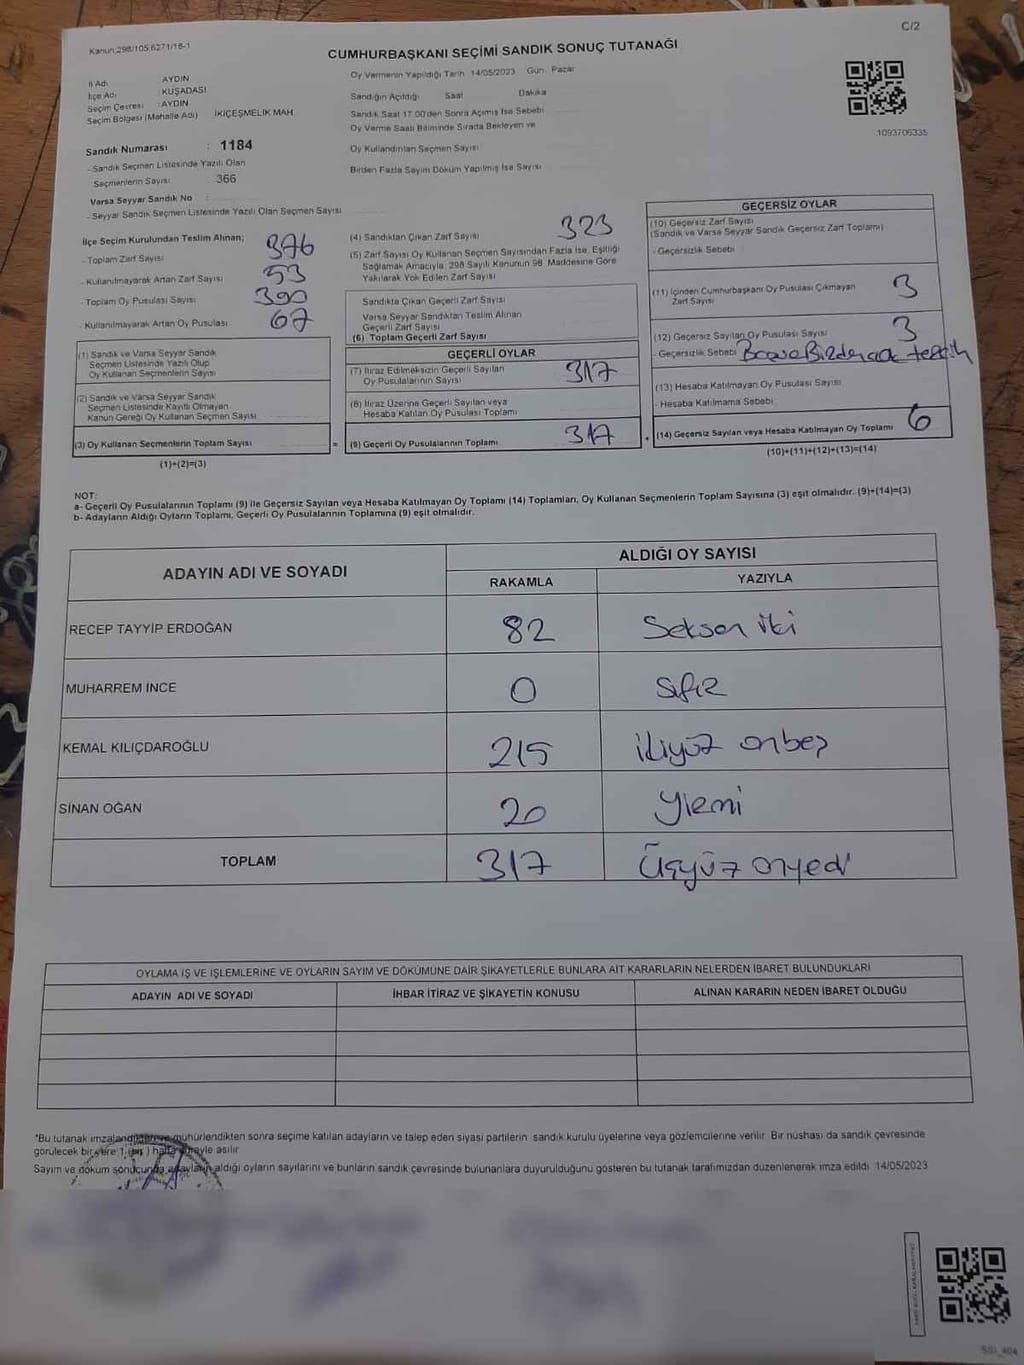 C/2
Kanun;298/105;6271/18-1
CUMHURBAŞKANI SEÇİMİ SANDIK SONUÇ TUTANAĞI
İl Adı : AYDIN
İlçe Adı : KUŞADASI
Seçim Çevresi : AYDIN
Seçim Bölgesi (Mahalle Adı) İKİÇEŞMELİK MAH.
Sandık Numarası : 1184
- Sandık Seçmen Listesinde Yazılı Olan
Seçmenlerin Sayısı : 366
Varsa Seyyar Sandık No :
- Seyyar Sandık Seçmen Listesinde Yazılı Olan Seçmen Sayısı
Oy Vermenin Yapıldığı Tarih 14/05/2023 Gün Pazar
Sandığın Açıldığı Saat Dakika
Sandık Saat 17.00'den Sonra Açılmış İse Sebebi
Oy Verme Saati Bitiminde Sırada Bekleyen ve
Oy Kullandırılan Seçmen Sayısı
Birden Fazla Sayım Döküm Yapılmış İse Sayısı
1093706335
İlçe Seçim Kurulundan Teslim Alınan;
- Toplam Zarf Sayısı 376
- Kullanılmayarak Artan Zarf Sayısı 53
- Toplam Oy Pusulası Sayısı 390
- Kullanılmayarak Artan Oy Pusulası 67
(1) Sandık ve Varsa Seyyar Sandık
Seçmen Listesinde Yazılı Olup
Oy Kullanan Seçmenlerin Sayısı
(2) Sandık ve Varsa Seyyar Sandık
Seçmen Listesinde Kayıtlı Olmayan
Kanun Gereği Oy Kullanan Seçmen Sayısı
(3) Oy Kullanan Seçmenlerin Toplam Sayısı
(1)+(2)=(3)
=
(4) Sandıktan Çıkan Zarf Sayısı 323
(5) Zarf Sayısı Oy Kullanan Seçmen Sayısından Fazla İse, Eşitliği
Sağlamak Amacıyla; 298 Sayılı Kanunun 98. Maddesine Göre
Yakılarak Yok Edilen Zarf Sayısı
Sandıkta Çıkan Geçerli Zarf Sayısı
Varsa Seyyar Sandıktan Teslim Alınan
Geçerli Zarf Sayısı
(6) Toplam Geçerli Zarf Sayısı
GEÇERLİ OYLAR
(7) İtiraz Edilmeksizin Geçerli Sayılan
Oy Pusulalarının Sayısı 317
(8) İtiraz Üzerine Geçerli Sayılan veya
Hesaba Katılan Oy Pusulası Toplamı
(9) Geçerli Oy Pusulalarının Toplamı 317
+
GEÇERSİZ OYLAR
(10) Geçersiz Zarf Sayısı
(Sandık ve Varsa Seyyar Sandık Geçersiz Zarf Toplamı)
- Geçersizlik Sebebi
(11) İçinden Cumhurbaşkanı Oy Pusulası Çıkmayan
Zarf Sayısı 3
(12) Geçersiz Sayılan Oy Pusulası Sayısı 3
- Geçersizlik Sebebi
(13) Hesaba Katılmayan Oy Pusulası Sayısı
- Hesaba Katılmama Sebebi
(14) Geçersiz Sayılan veya Hesaba Katılmayan Oy Toplamı 6
(10)+(11)+(12)+(13)=(14)
NOT:
a- Geçerli Oy Pusulalarının Toplamı (9) ile Geçersiz Sayılan veya Hesaba Katılmayan Oy Toplamı (14) Toplamları, Oy Kullanan Seçmenlerin Toplam Sayısına (3) eşit olmalıdır. (9)+(14)=(3)
b- Adayların Aldığı Oyların Toplamı, Geçerli Oy Pusulalarının Toplamına (9) eşit olmalıdır.
ADAYIN ADI VE SOYADI
ALDIĞI OY SAYISI
RAKAMLA YAZIYLA
RECEP TAYYİP ERDOĞAN 82 Seksen iki
MUHARREM İNCE 0 Sıfır
KEMAL KILIÇDAROĞLU 215 ikiyüz onbeş
SİNAN OĞAN 20 Yirmi
TOPLAM 317 Üçyüz onyedi
OYLAMA İŞ VE İŞLEMLERİNE VE OYLARIN SAYIM VE DÖKÜMÜNE DAİR ŞİKAYETLERLE BUNLARA AİT KARARLARIN NELERDEN İBARET BULUNDUKLARI
ADAYIN ADI VE SOYADI İHBAR İTİRAZ VE ŞİKAYETİN KONUSU ALINAN KARARIN NEDEN İBARET OLDUĞU
*Bu tutanak imzalandıktan ve mühürlendikten sonra seçime katılan adayların ve talep eden siyasi partilerin sandık kurulu üyelerine veya gözlemcilerine verilir. Bir nüshası da sandık çevresinde
görülecek bir yere 1 (bir) hafta süreyle asılır
Sayım ve döküm sonucunda adayların aldığı oyların sayılarını ve bunların sandık çevresinde bulunanlara duyurulduğunu gösteren bu tutanak tarafımızdan düzenlenerek imza edildi 14/05/2023